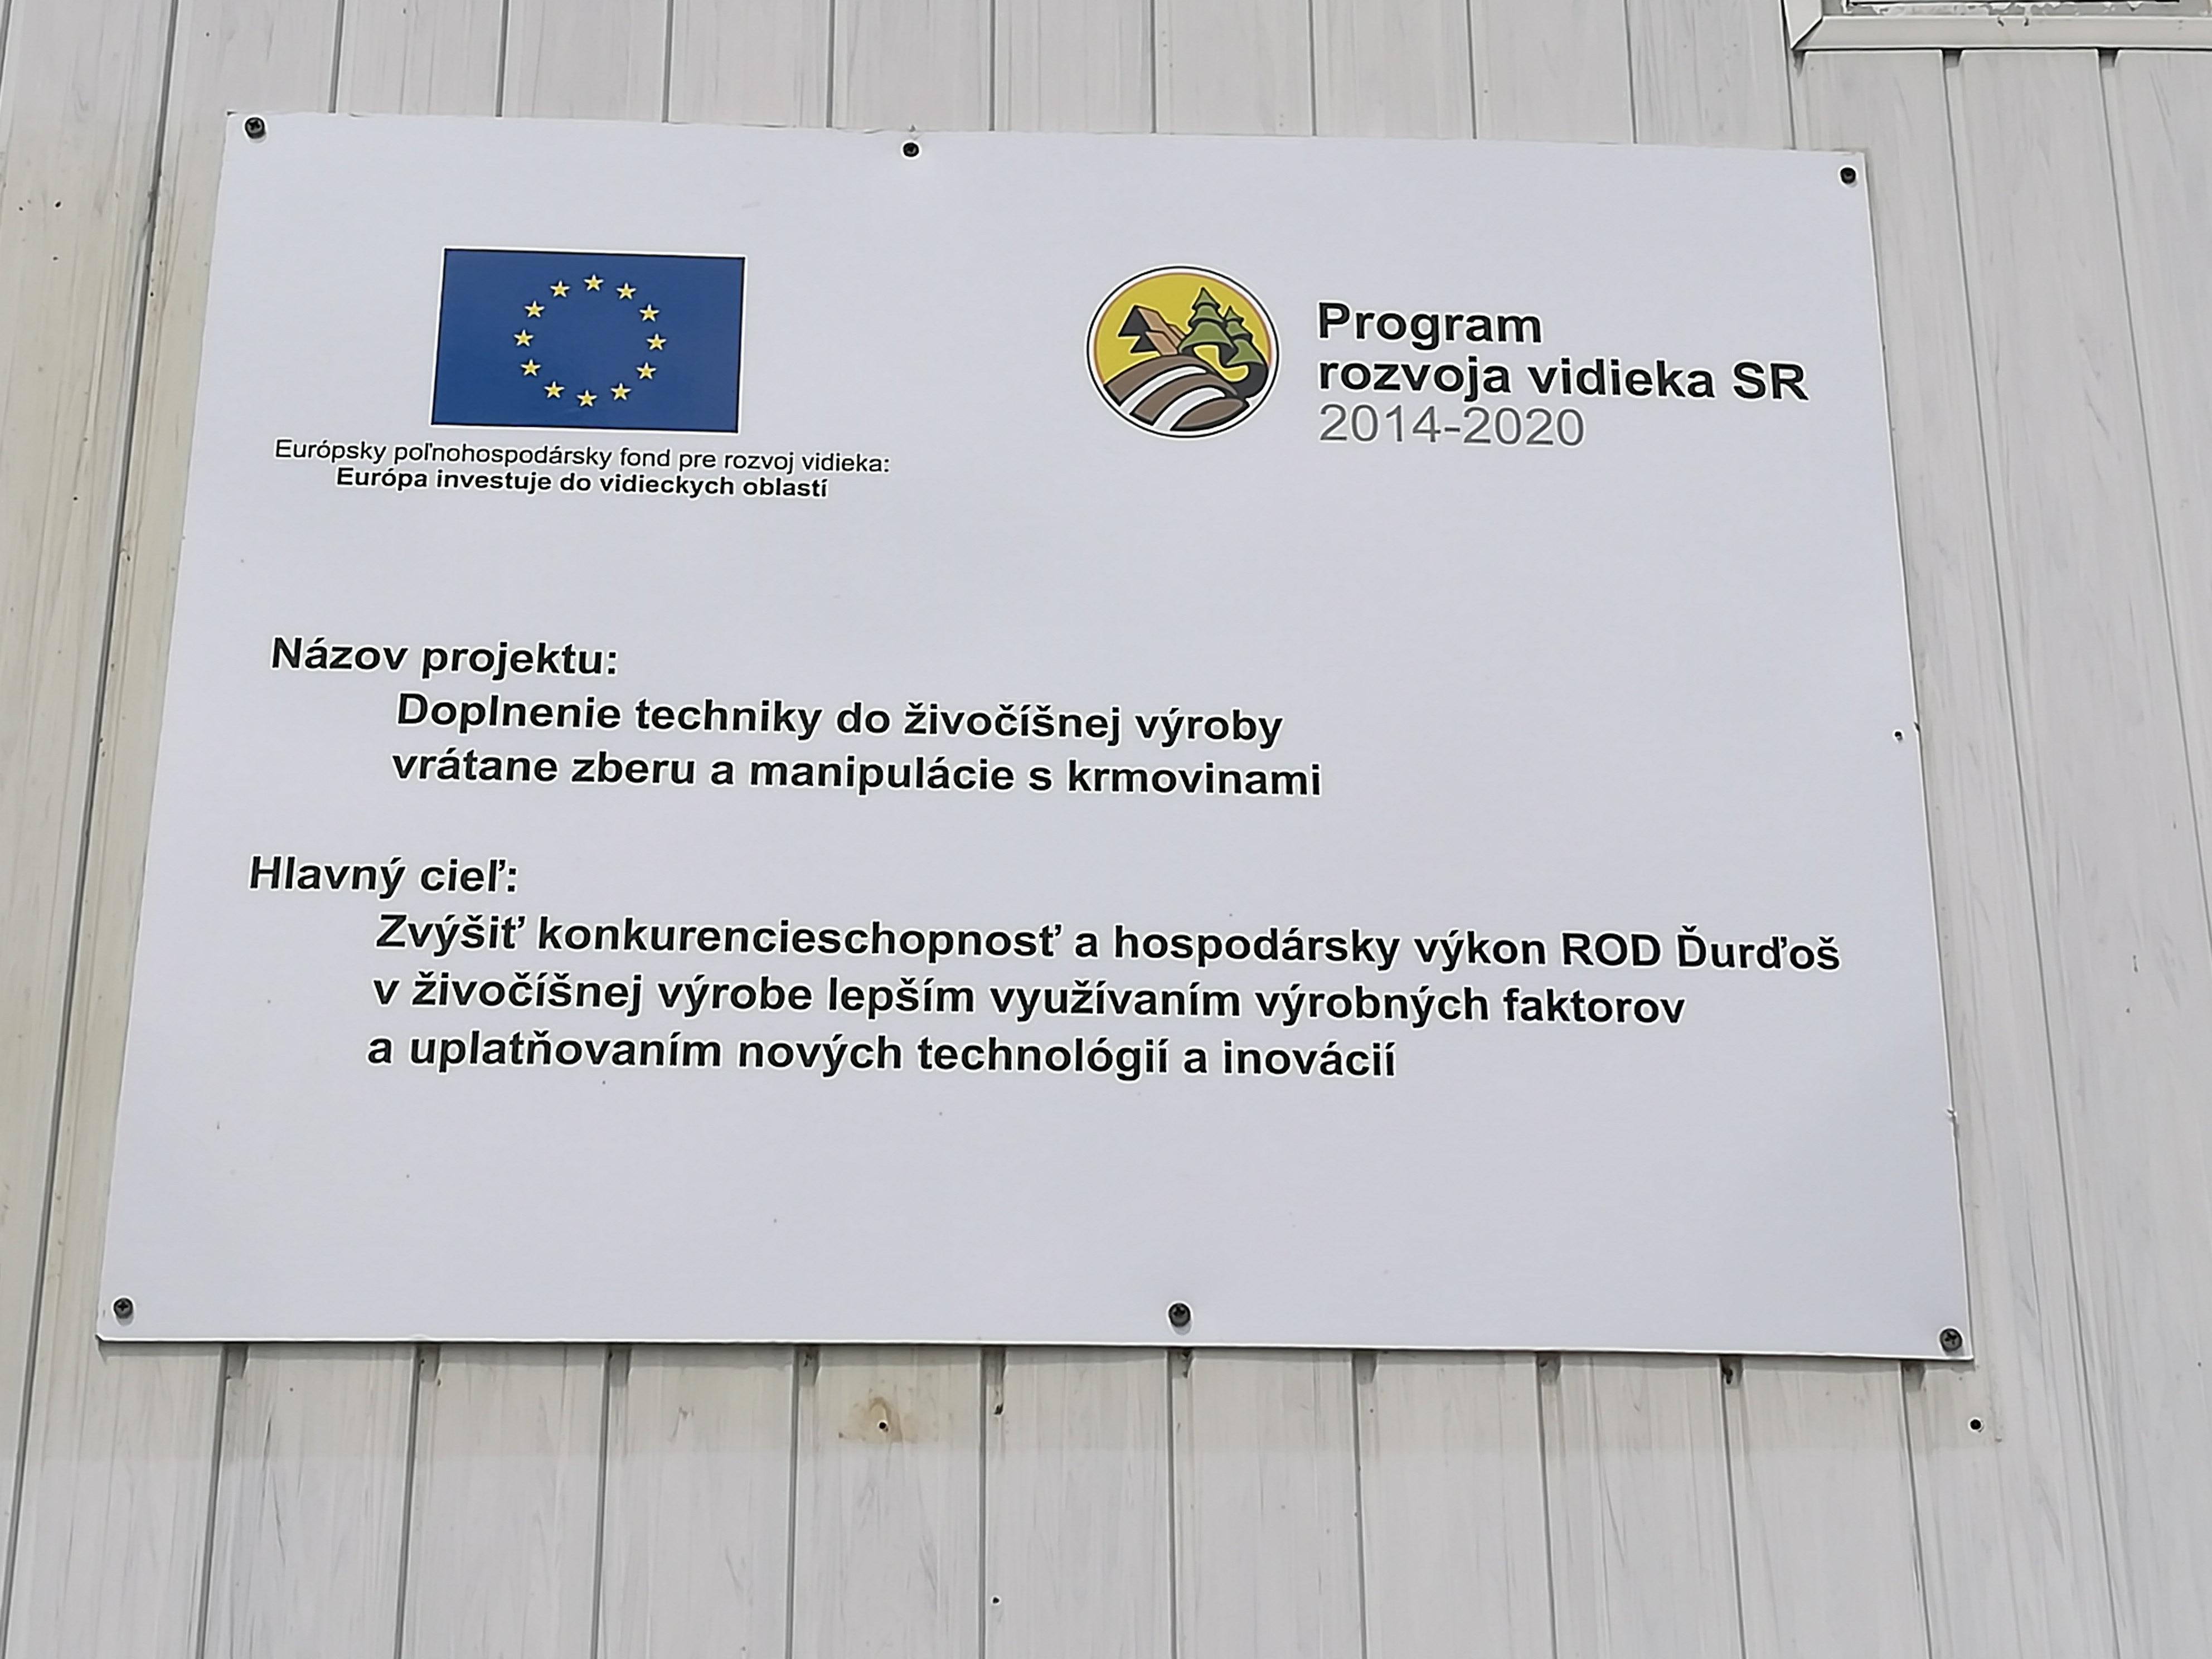 Európsky poľnohospodársky fond pre rozvoj vidieka:
Európa investuje do vidieckych oblastí
Program
rozvoja vidieka SR
2014-2020
Názov projektu:
Doplnenie techniky do živočíšnej výroby
vrátane zberu a manipulácie s krmovinami
Hlavný cieľ:
Zvýšiť konkurencieschopnosť a hospodársky výkon ROD Ďurďoš
v živočíšnej výrobe lepším využívaním výrobných faktorov
a uplatňovaním nových technológií a inovácií